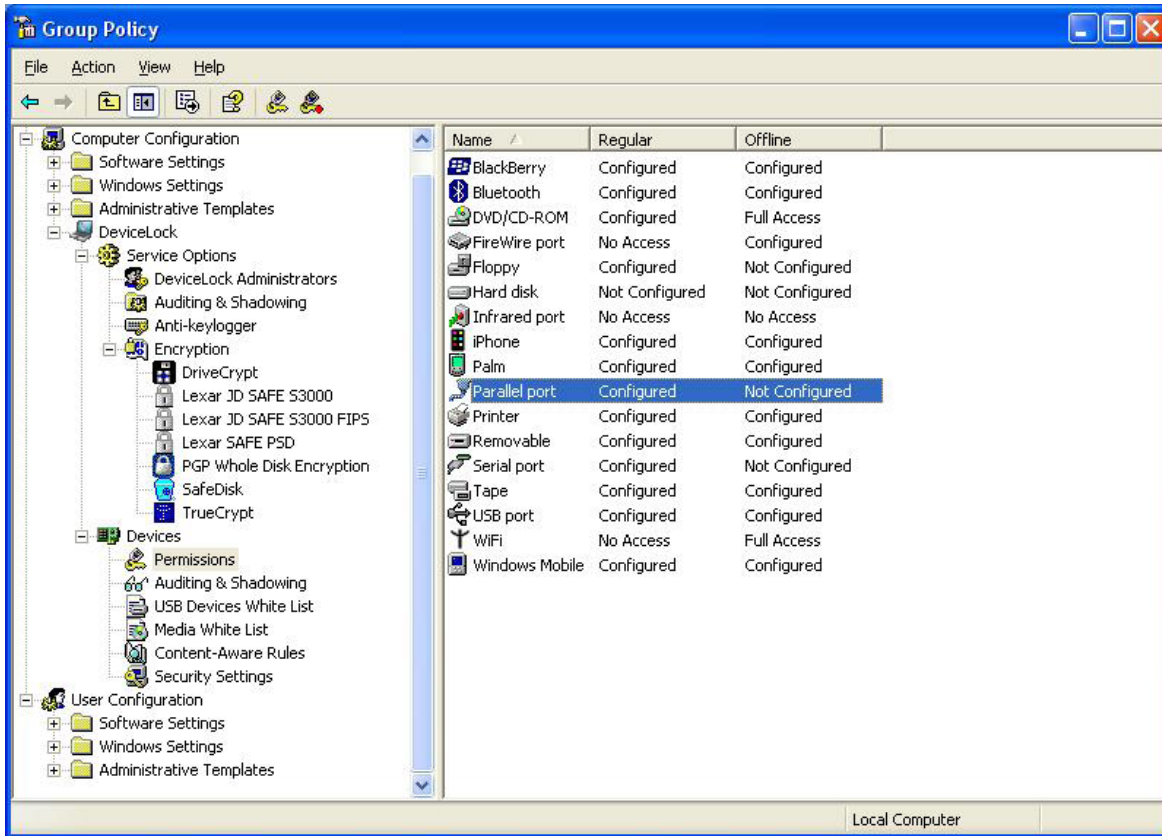 Group Policy
File Action View Help
Computer Configuration
Software Settings
Windows Settings
Administrative Templates
DeviceLock
Service Options
DeviceLock Administrators
Auditing & Shadowing
Anti-keylogger
Encryption
DriveCrypt
Lexar JD SAFE S3000
Lexar JD SAFE S3000 FIPS
Lexar SAFE PSD
PGP Whole Disk Encryption
SafeDisk
TrueCrypt
Devices
Permissions
Auditing & Shadowing
USB Devices White List
Media White List
Content-Aware Rules
Security Settings
User Configuration
Software Settings
Windows Settings
Administrative Templates
Name Regular Offline
BlackBerry Configured Configured
Bluetooth Configured Configured
DVD/CD-ROM Configured Full Access
FireWire port No Access Configured
Floppy Configured Not Configured
Hard disk Not Configured Not Configured
Infrared port No Access No Access
iPhone Configured Configured
Palm Configured Configured
Parallel port Configured Not Configured
Printer Configured Configured
Removable Configured Configured
Serial port Configured Not Configured
Tape Configured Configured
USB port Configured Configured
WiFi No Access Full Access
Windows Mobile Configured Configured
Local Computer